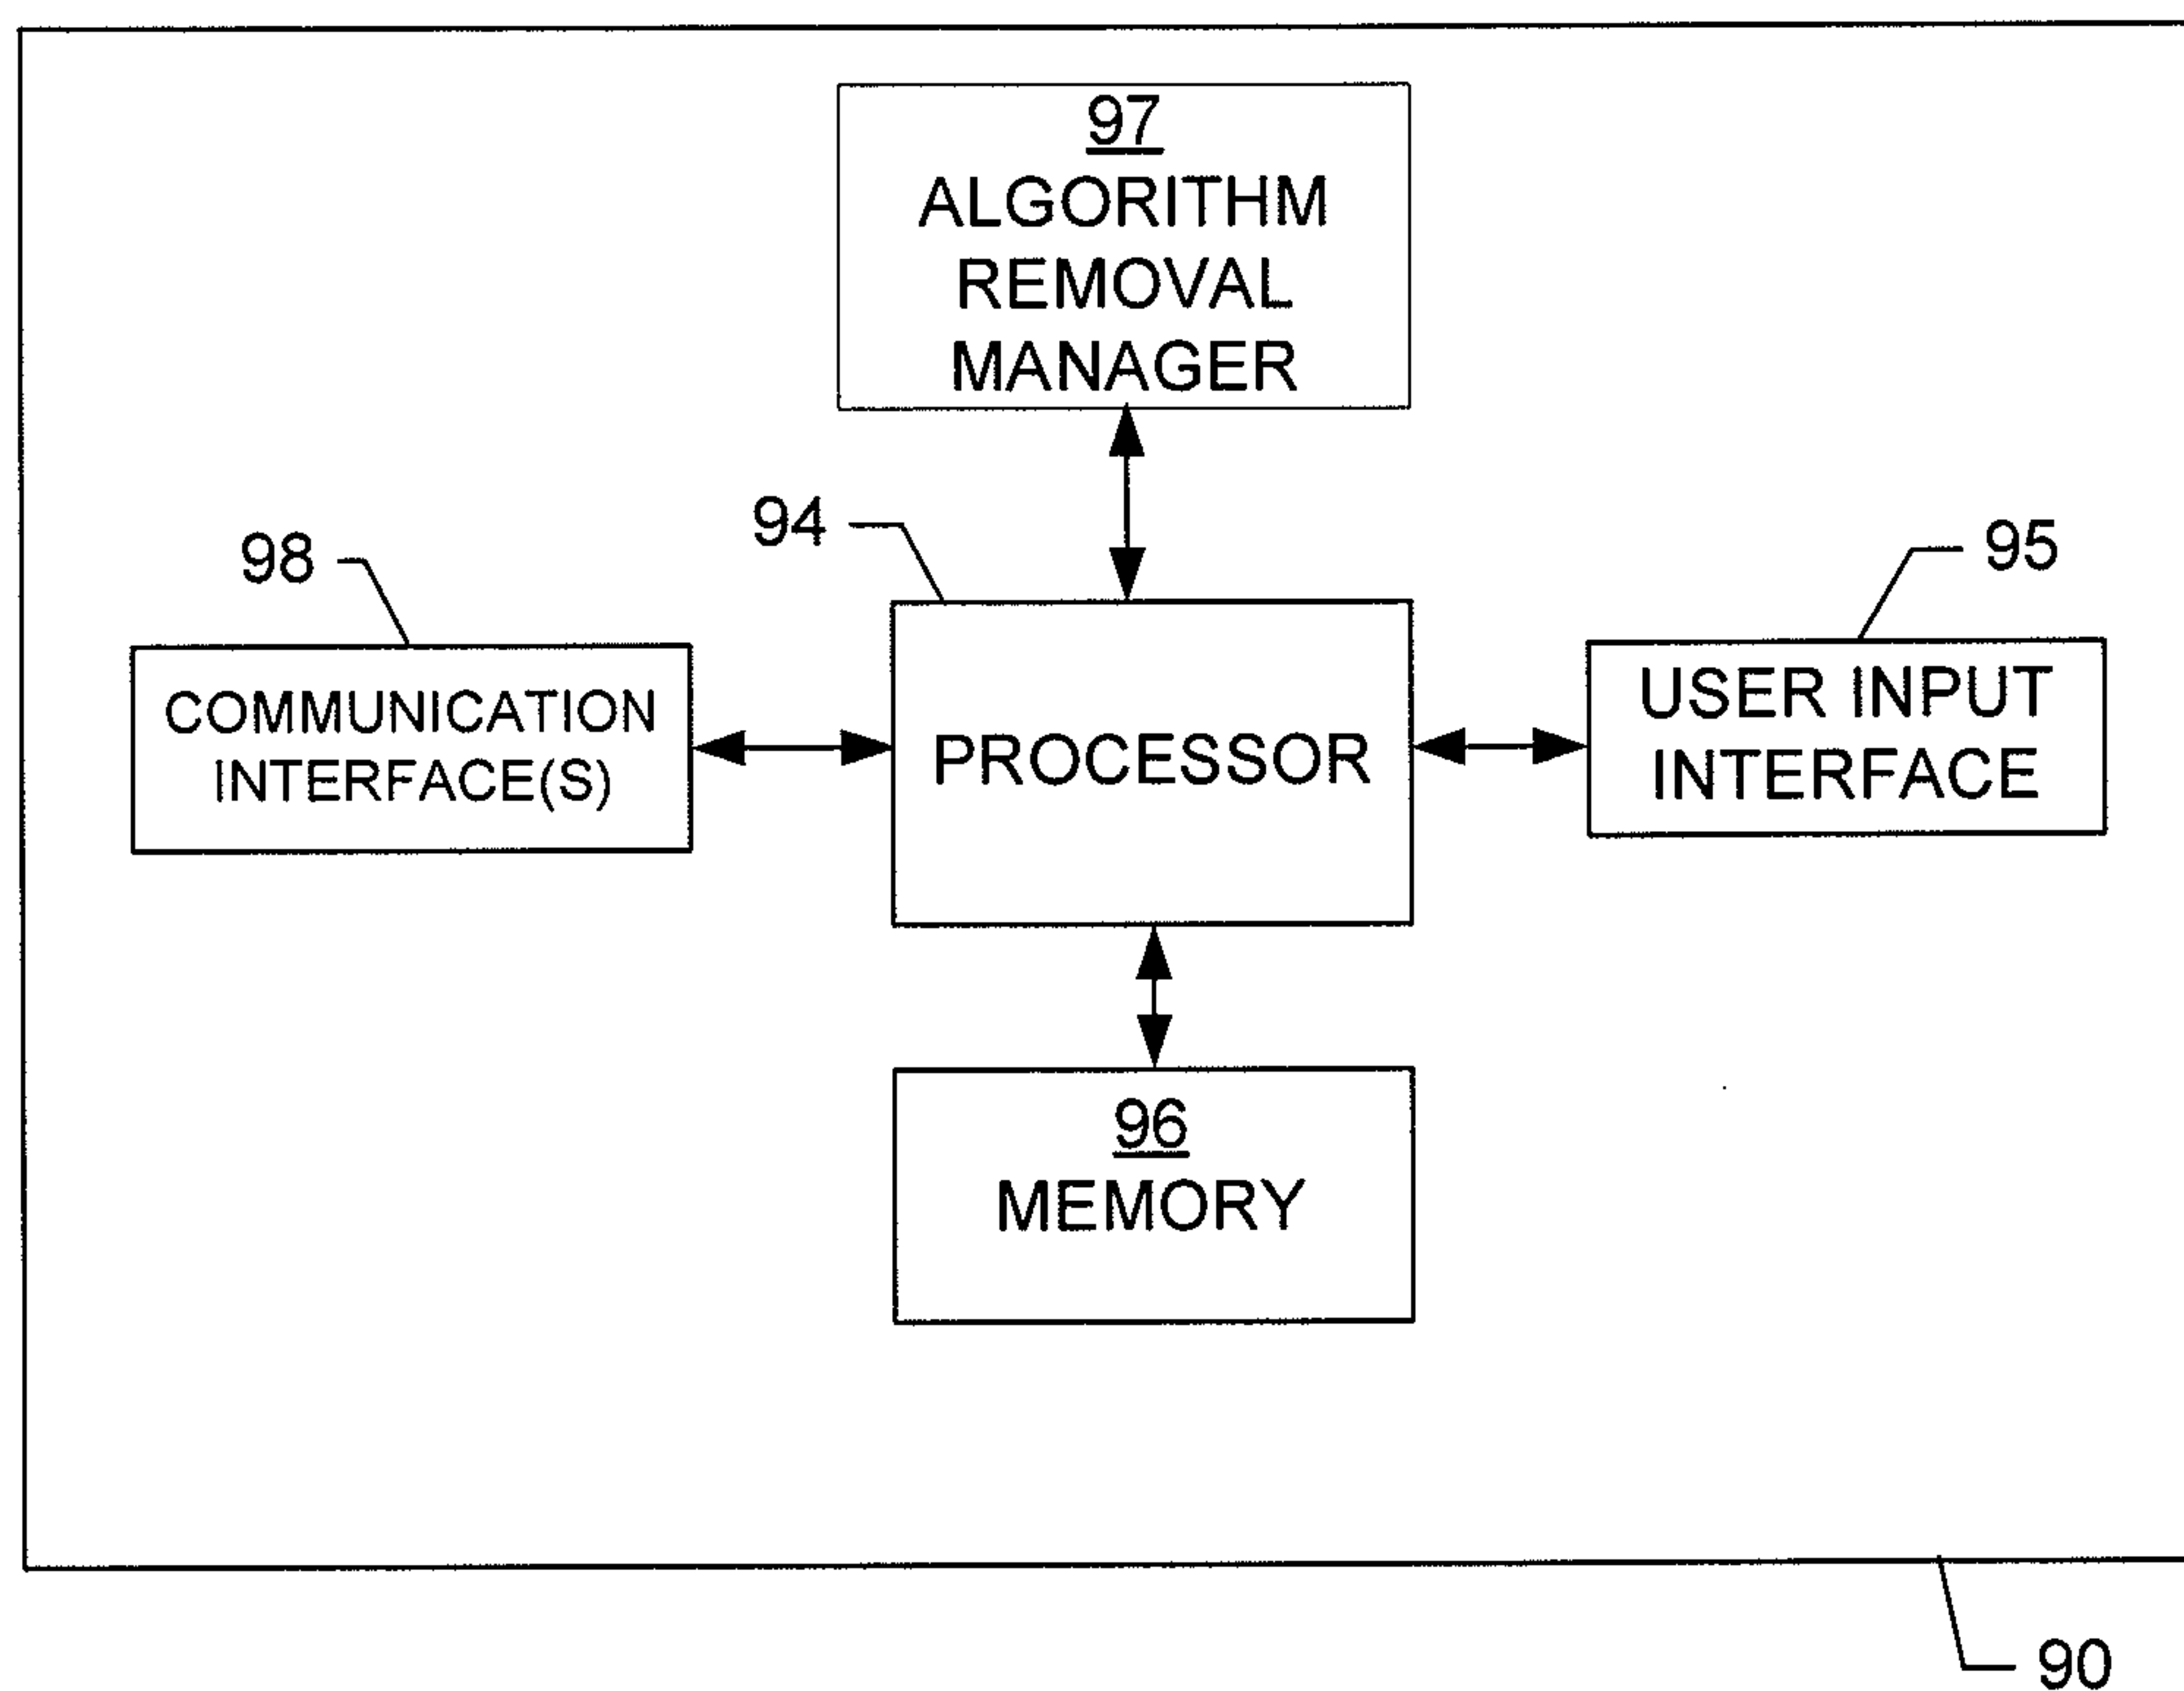 97
ALGORITHM
REMOVAL
MANAGER
94
98
95
COMMUNICATION
INTERFACE(S)
PROCESSOR
USER INPUT
INTERFACE
96
MEMORY
90